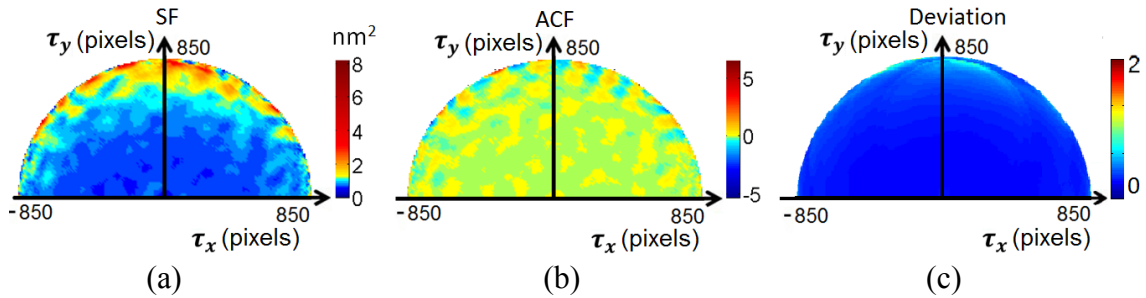 SF
τy (pixels)
850
nm²
8
6
4
2
0
-850
850
τx (pixels)
(a)
ACF
τy (pixels)
850
5
0
-5
-850
850
τx (pixels)
(b)
Deviation
τy (pixels)
850
2
1
0
-850
850
τx (pixels)
(c)